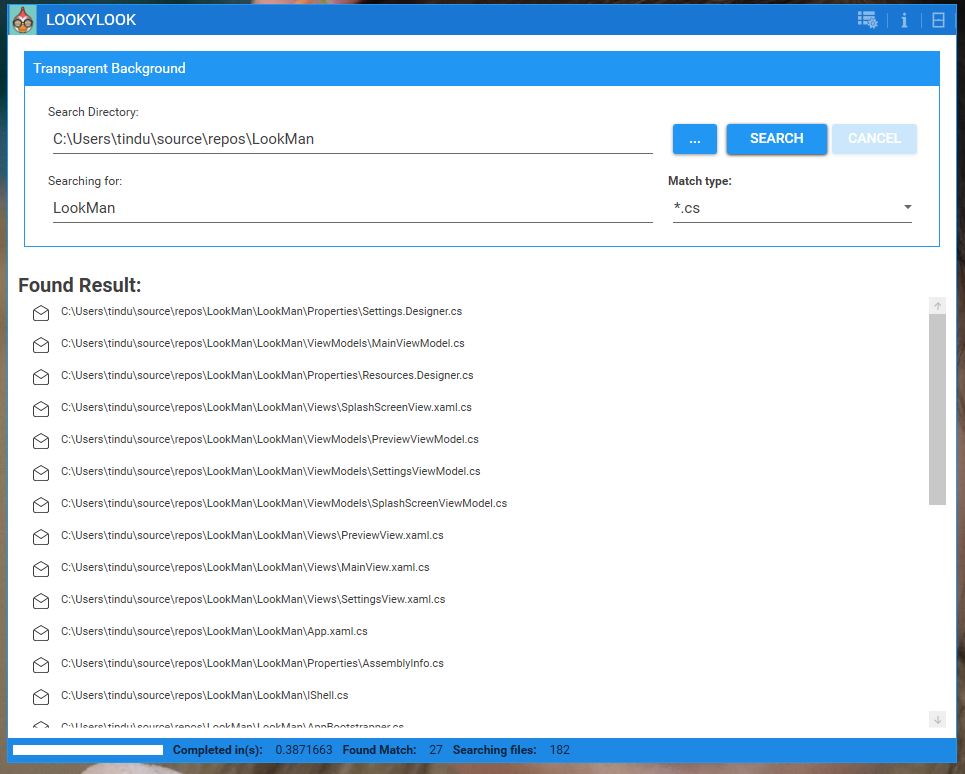 LOOKYLOOK
Transparent Background
Search Directory:
C:\Users\tindu\source\repos\LookMan
...
SEARCH
CANCEL
Searching for:
Match type:
LookMan
*.cs
Found Result:
C:\Users\tindu\source\repos\LookMan\LookMan\Properties\Settings.Designer.cs
C:\Users\tindu\source\repos\LookMan\LookMan\ViewModels\MainViewModel.cs
C:\Users\tindu\source\repos\LookMan\LookMan\Properties\Resources.Designer.cs
C:\Users\tindu\source\repos\LookMan\LookMan\Views\SplashScreenView.xaml.cs
C:\Users\tindu\source\repos\LookMan\LookMan\ViewModels\PreviewViewModel.cs
C:\Users\tindu\source\repos\LookMan\LookMan\ViewModels\SettingsViewModel.cs
C:\Users\tindu\source\repos\LookMan\LookMan\ViewModels\SplashScreenViewModel.cs
C:\Users\tindu\source\repos\LookMan\LookMan\Views\PreviewView.xaml.cs
C:\Users\tindu\source\repos\LookMan\LookMan\Views\MainView.xaml.cs
C:\Users\tindu\source\repos\LookMan\LookMan\Views\SettingsView.xaml.cs
C:\Users\tindu\source\repos\LookMan\LookMan\App.xaml.cs
C:\Users\tindu\source\repos\LookMan\LookMan\Properties\AssemblyInfo.cs
C:\Users\tindu\source\repos\LookMan\LookMan\IShell.cs
C:\Users\tindu\source\repos\LookMan\LookMan\AppBootstrapper.cs
Completed in(s): 0.3871663 Found Match: 27 Searching files: 182